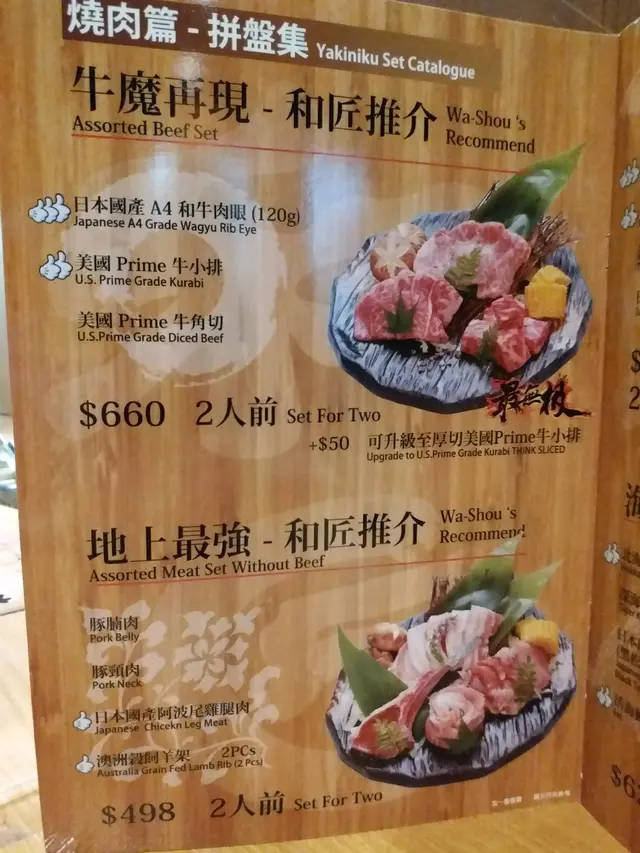 燒肉篇 - 拼盤集 Yakiniku Set Catalogue
牛魔再現 - 和匠推介 Wa-Shou 's Recommend
Assorted Beef Set
日本國產 A4 和牛肉眼 (120g)
Japanese A4 Grade Wagyu Rib Eye
美國 Prime 牛小排
U.S. Prime Grade Kurabi
美國 Prime 牛角切
U.S.Prime Grade Diced Beef
$660 2人前 Set For Two
+$50 可升級至厚切美國Prime牛小排
Upgrade to U.S.Prime Grade Kurabi THINK SLICED
地上最強 - 和匠推介 Wa-Shou 's Recommend
Assorted Meat Set Without Beef
豚腩肉
Pork Belly
豚頸肉
Pork Neck
日本國產阿波尾雞腿肉
Japanese Chicekn Leg Meat
澳洲穀飼羊架 2PCs
Australia Grain Fed Lamb Rib (2 Pcs)
$498 2人前 Set For Two